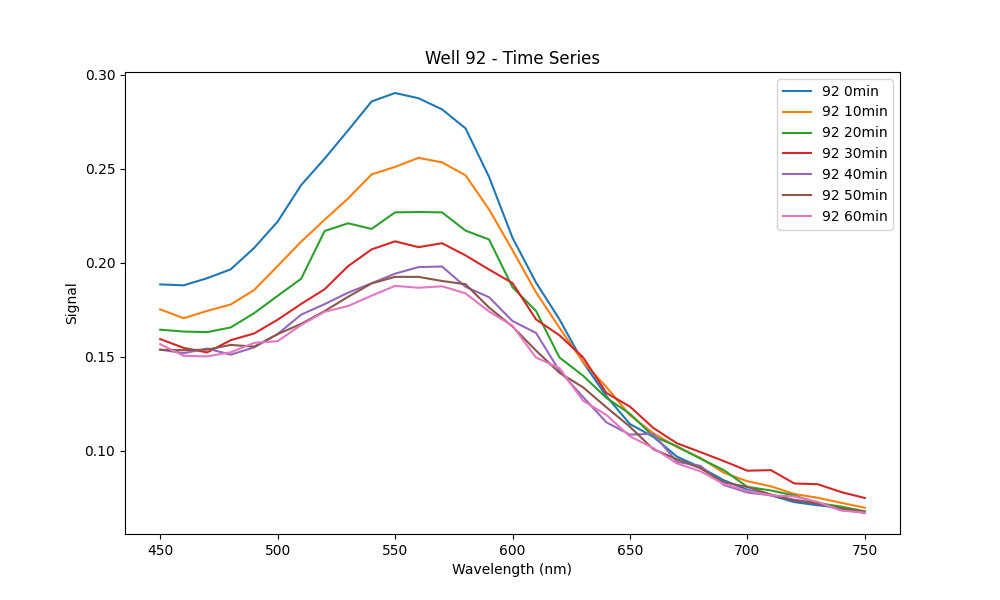 Well 92 - Time Series
0.30
0.25
0.20
0.15
0.10
Signal
450 500 550 600 650 700 750
Wavelength (nm)
92 0min
92 10min
92 20min
92 30min
92 40min
92 50min
92 60min